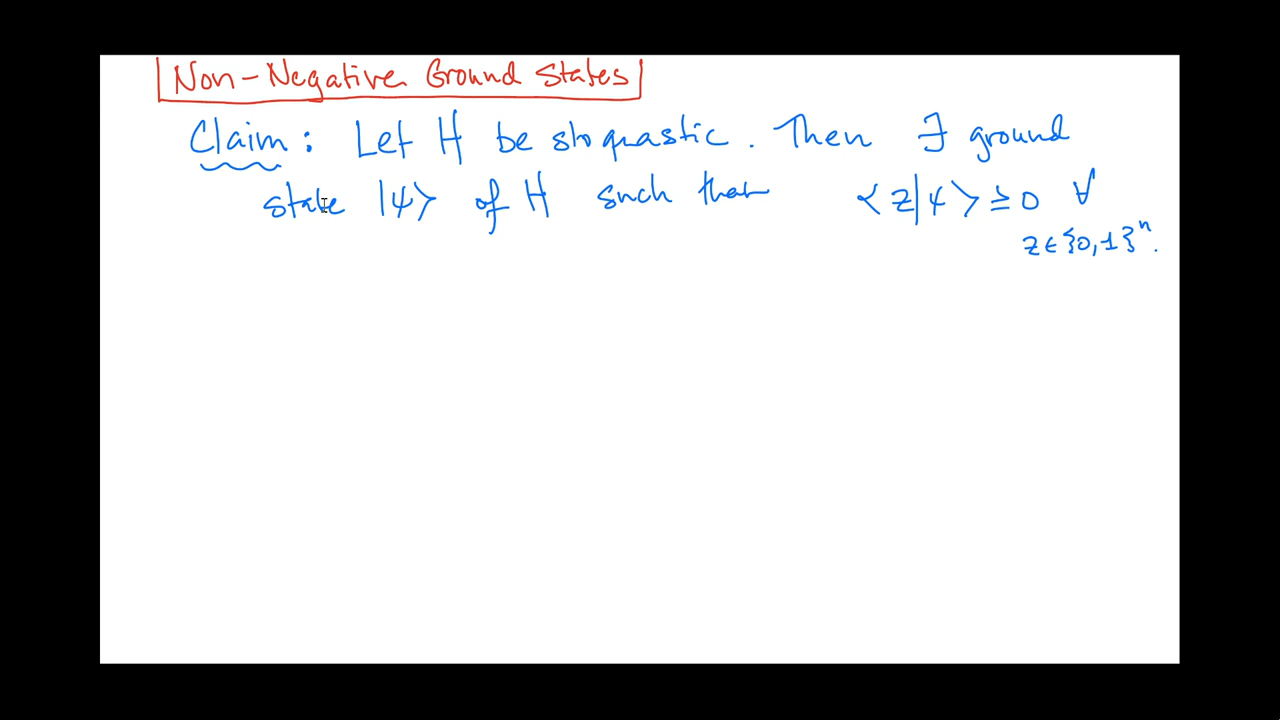 Non-Negative Ground States
Claim: Let H be stoquastic. Then ∃ ground
state |ψ⟩ of H such that ⟨z|ψ⟩ ≥ 0 ∀
z ∈ {0,1}ⁿ.